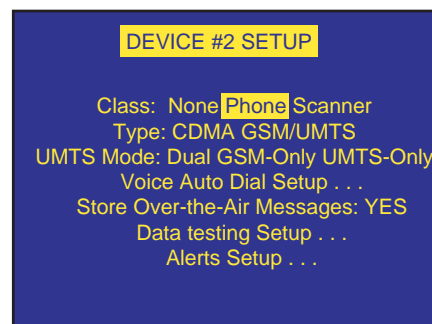 DEVICE #2 SETUP
Class: None Phone Scanner
Type: CDMA GSM/UMTS
UMTS Mode: Dual GSM-Only UMTS-Only
Voice Auto Dial Setup . . .
Store Over-the-Air Messages: YES
Data testing Setup . . .
Alerts Setup . . .